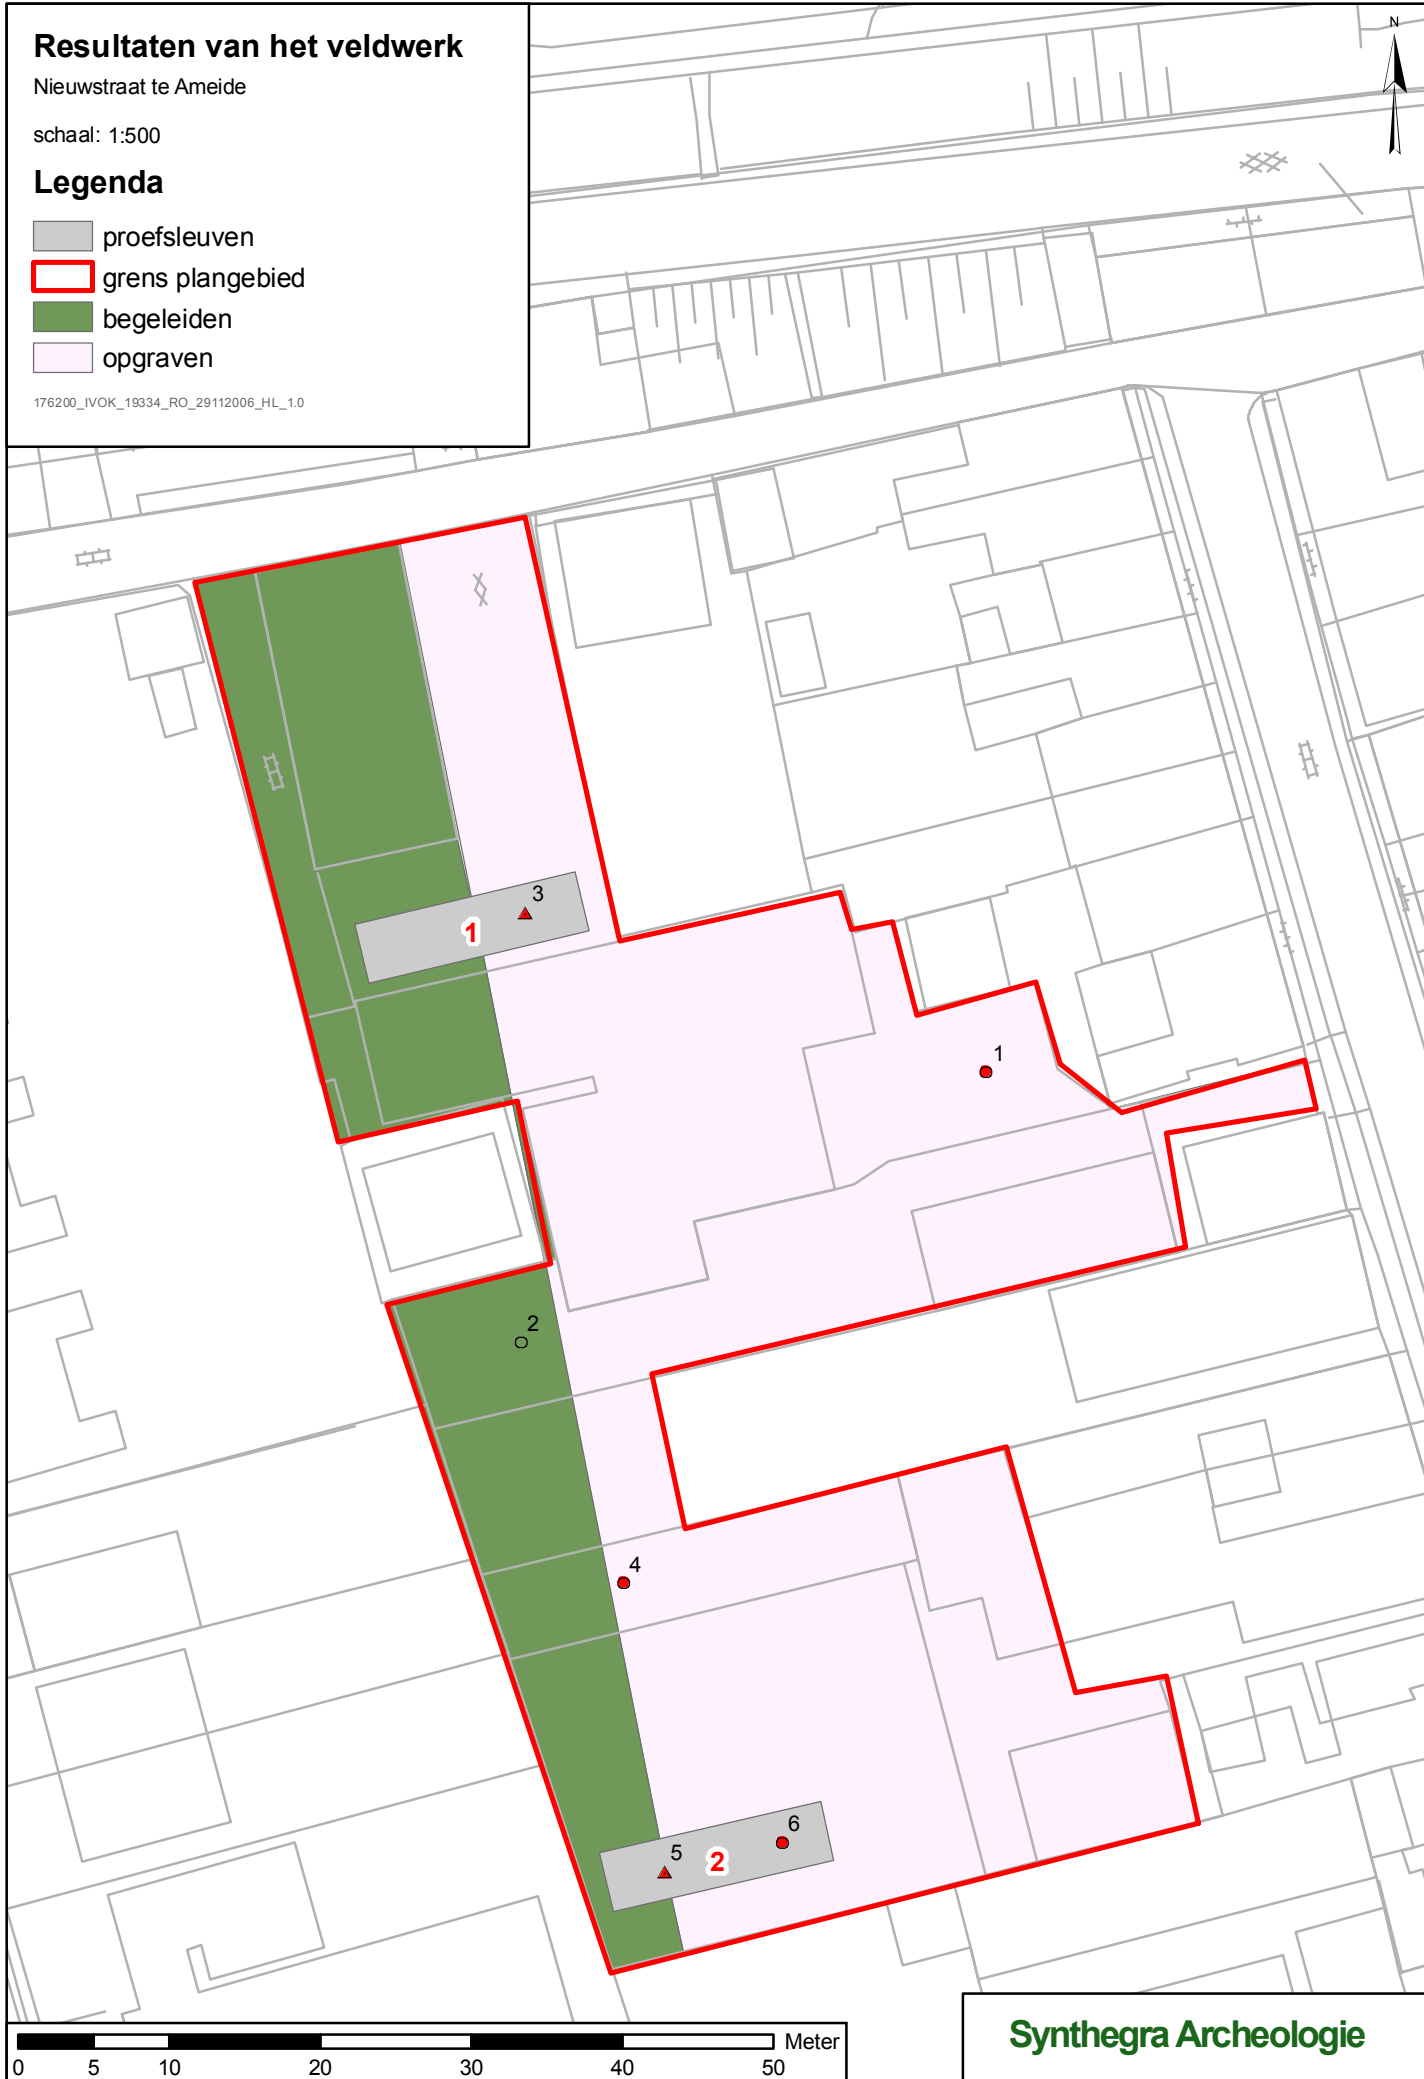 Resultaten van het veldwerk
Nieuwstraat te Ameide
schaal: 1:500
Legenda
proefsleuven
grens plangebied
begeleiden
opgraven
176200_IVOK_19334_RO_29112006_HL_1.0
N
3
1
1
2
4
6
5
2
Meter
0 5 10 20 30 40 50
Synthegra Archeologie